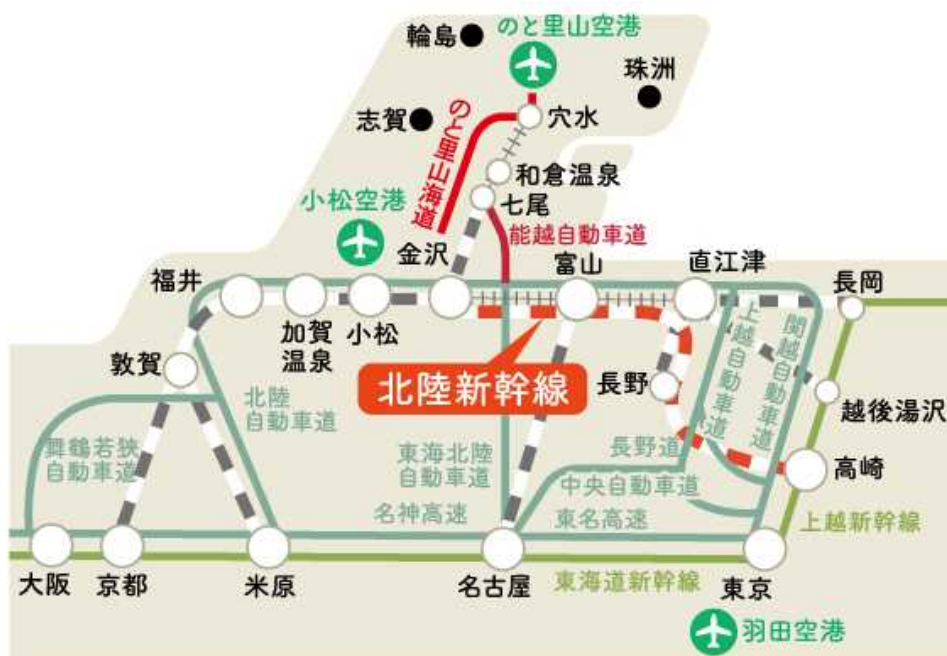 のと里山空港
輪島
珠洲
志賀
穴水
のと里山海道
和倉温泉
小松空港
七尾
能越自動車道
金沢
富山
直江津
福井
長岡
加賀
温泉
小松
上越自動車道
関越自動車道
敦賀
北陸新幹線
長野
北陸
自動車道
越後湯沢
舞鶴若狭
自動車道
東海北陸
自動車道
長野道
高崎
中央自動車道
名神高速
東名高速
上越新幹線
大阪
京都
米原
名古屋
東海道新幹線
東京
羽田空港